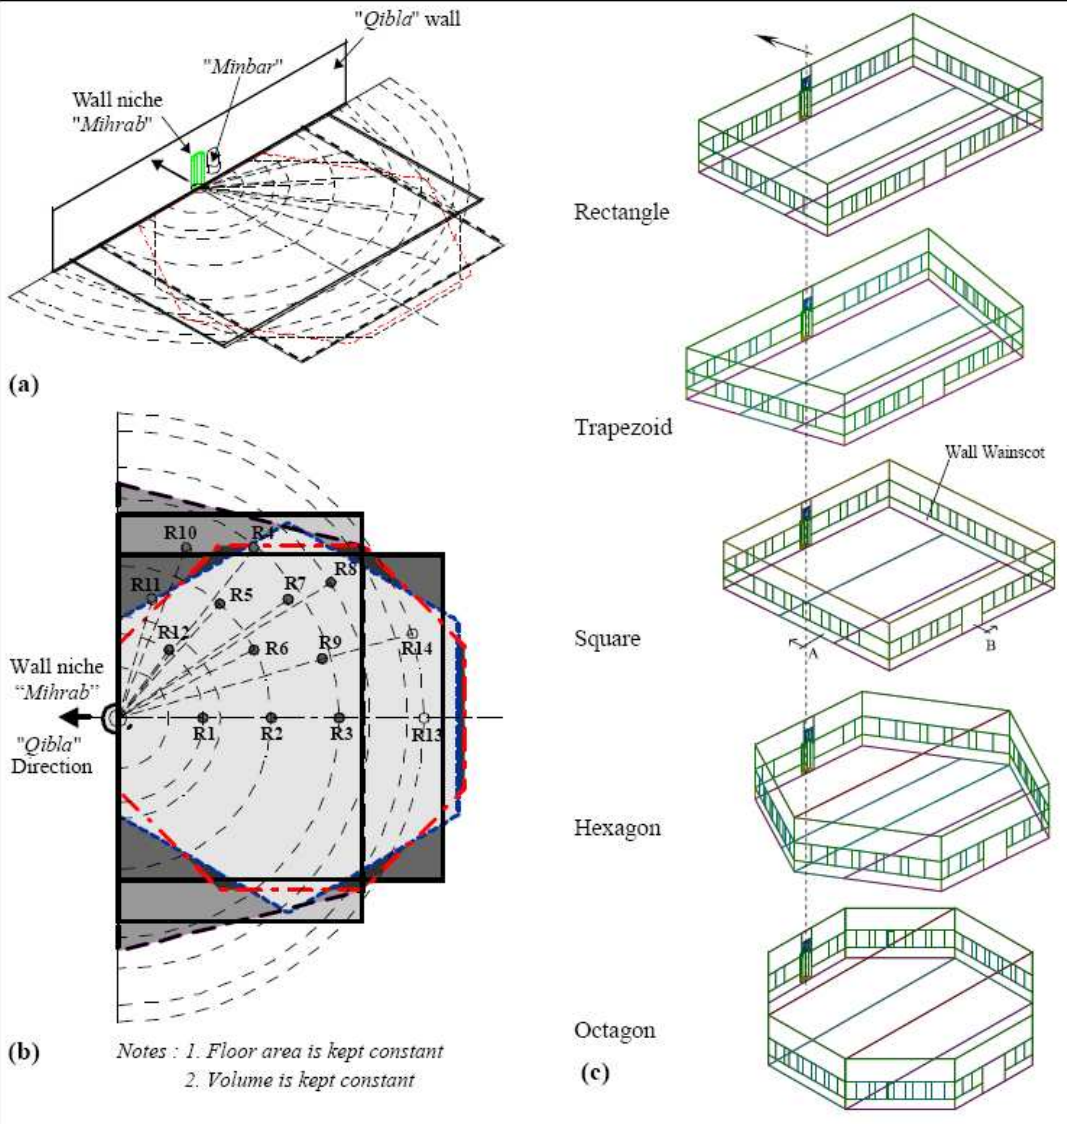 "Qibla" wall
"Minbar"
Wall niche
"Mihrab"
(a)
R10
R4
R11
R8
R5
R7
R12
R6
R9
R14
Wall niche
“Mihrab”
"Qibla"
Direction
R1
R2
R3
R13
(b)
Notes : 1. Floor area is kept constant
2. Volume is kept constant
Rectangle
Trapezoid
Wall Wainscot
Square
A
B
Hexagon
Octagon
(c)